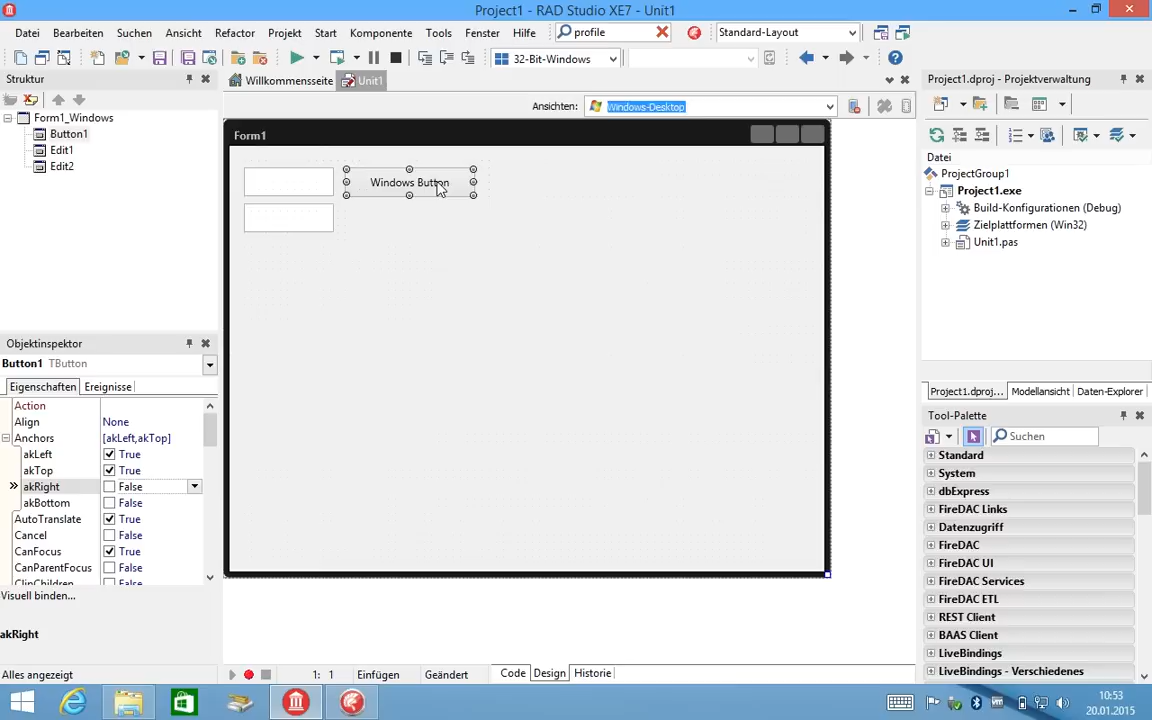 Project1 - RAD Studio XE7 - Unit1
Datei Bearbeiten Suchen Ansicht Refactor Projekt Start Komponente Tools Fenster Hilfe profile Standard-Layout
32-Bit-Windows
Struktur
Willkommensseite Unit1
Form1_Windows
Button1
Edit1
Edit2
Ansichten: Windows-Desktop
Form1
Windows Button
Project1.dproj - Projektverwaltung
Datei
ProjectGroup1
Project1.exe
Build-Konfigurationen (Debug)
Zielplattformen (Win32)
Unit1.pas
Objektinspektor
Button1 TButton
Eigenschaften Ereignisse
Action
Align None
Anchors [akLeft,akTop]
akLeft True
akTop True
akRight False
akBottom False
AutoTranslate True
Cancel False
CanFocus True
CanParentFocus False
ClipChildren False
Visuell binden...
akRight
Alles angezeigt
Project1.dproj... Modellansicht Daten-Explorer
Tool-Palette
Suchen
Standard
System
dbExpress
FireDAC Links
Datenzugriff
FireDAC
FireDAC UI
FireDAC Services
FireDAC ETL
REST Client
BAAS Client
LiveBindings
LiveBindings - Verschiedenes
1: 1 Einfügen Geändert Code Design Historie
10:53
20.01.2015